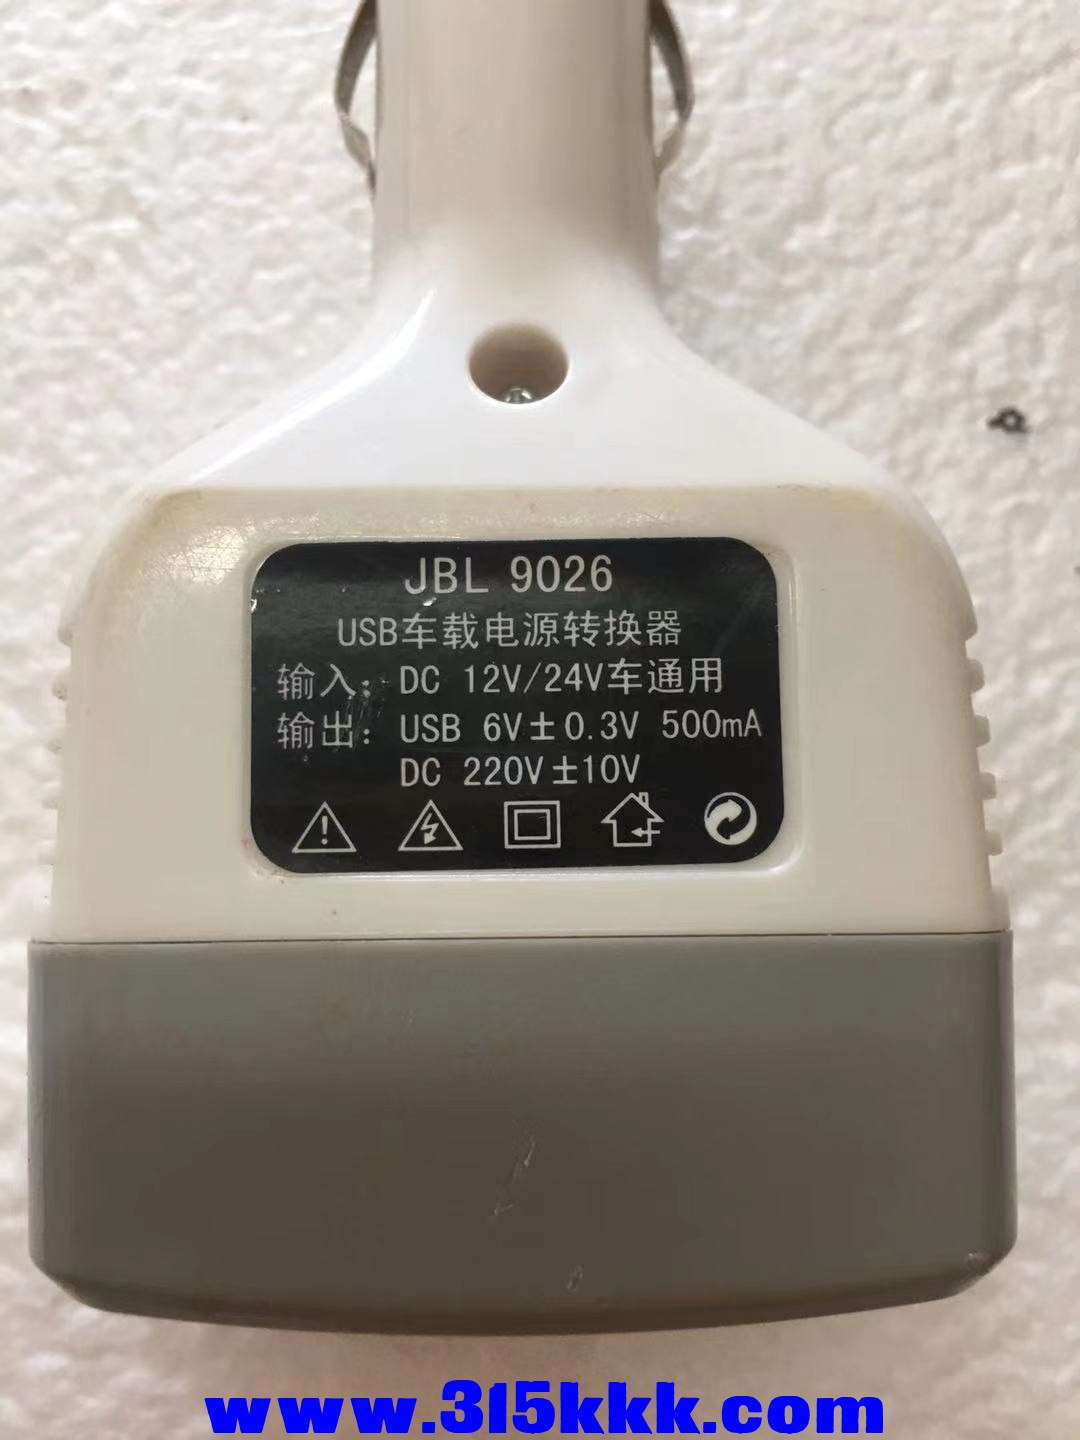 JBL 9026
USB车载电源转换器
输入: DC 12V/24V车通用
输出: USB 6V±0.3V 500mA
DC 220V±10V
www.315kkk.com